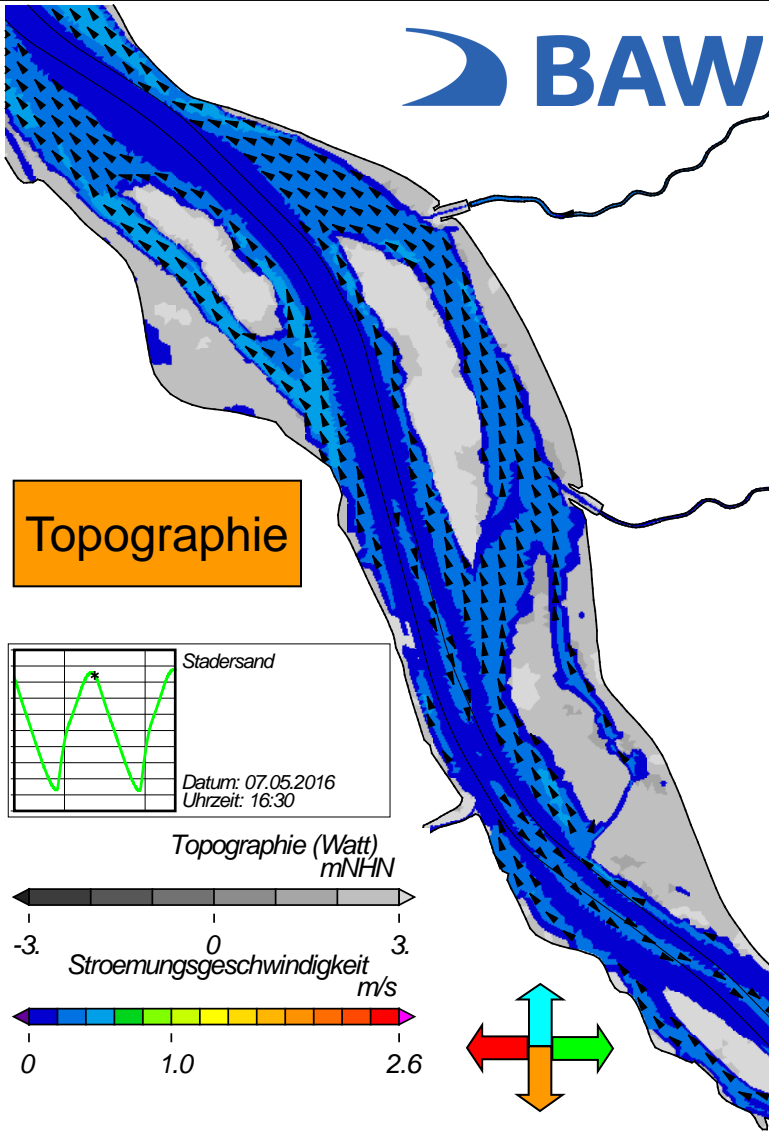 BAW
Topographie
Stadersand
Datum: 07.05.2016
Uhrzeit: 16:30
Topographie (Watt)
mNHN
-3. 0 3.
Stroemungsgeschwindigkeit
m/s
0 1.0 2.6